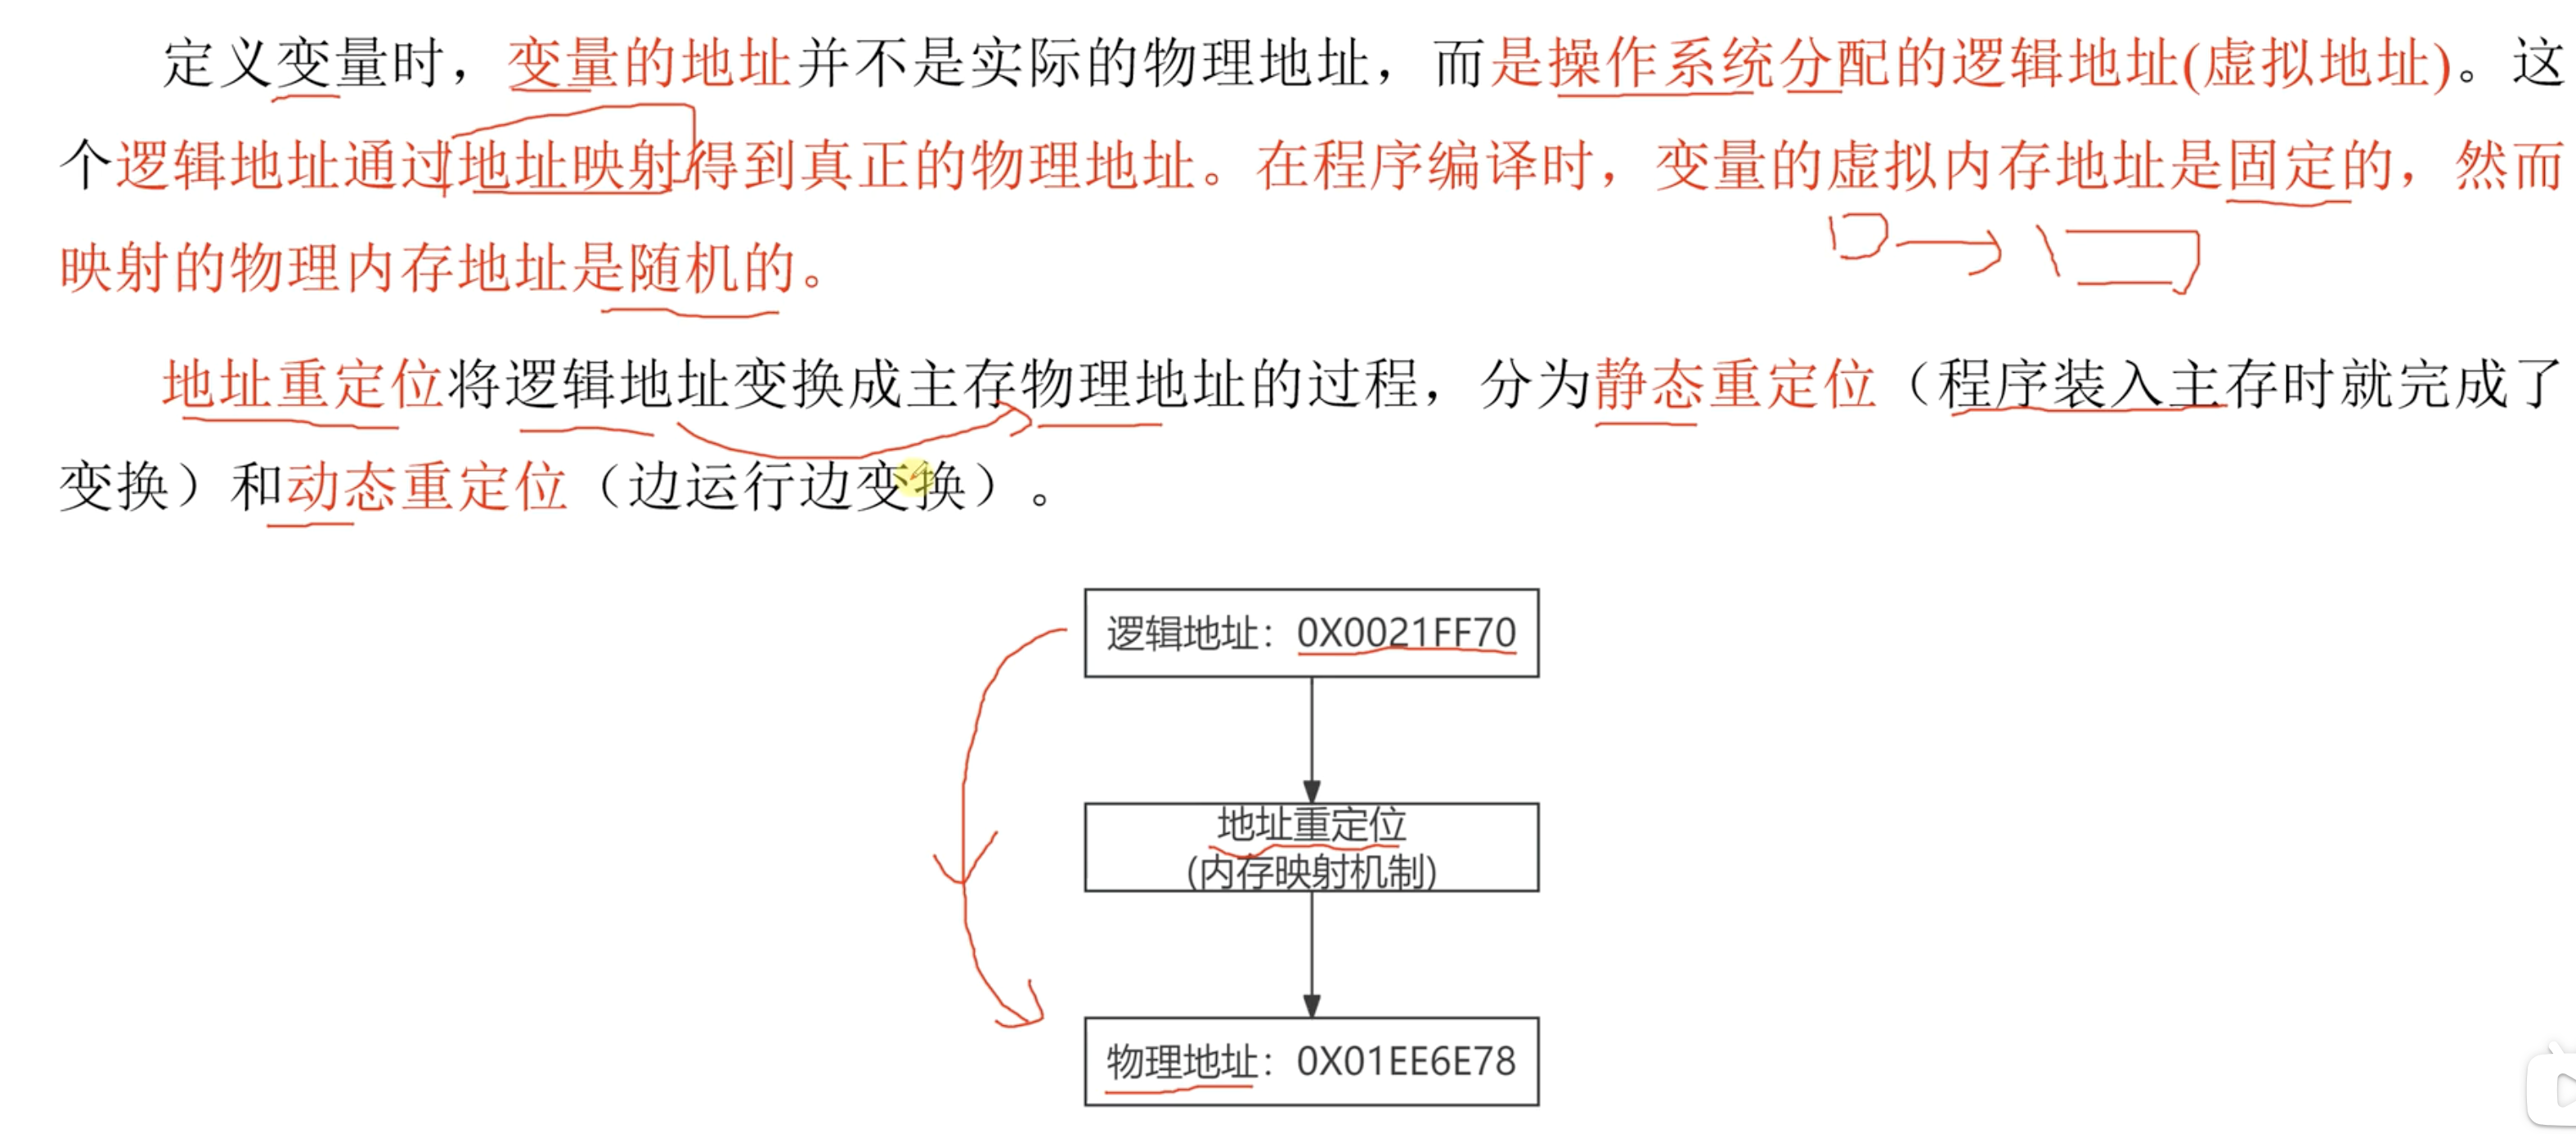 定义变量时，变量的地址并不是实际的物理地址，而是操作系统分配的逻辑地址(虚拟地址)。这
个逻辑地址通过地址映射得到真正的物理地址。在程序编译时，变量的虚拟内存地址是固定的，然而
映射的物理内存地址是随机的。
地址重定位将逻辑地址变换成主存物理地址的过程，分为静态重定位（程序装入主存时就完成了
变换）和动态重定位（边运行边变换）。
逻辑地址：0X0021FF70
地址重定位
(内存映射机制)
物理地址：0X01EE6E78